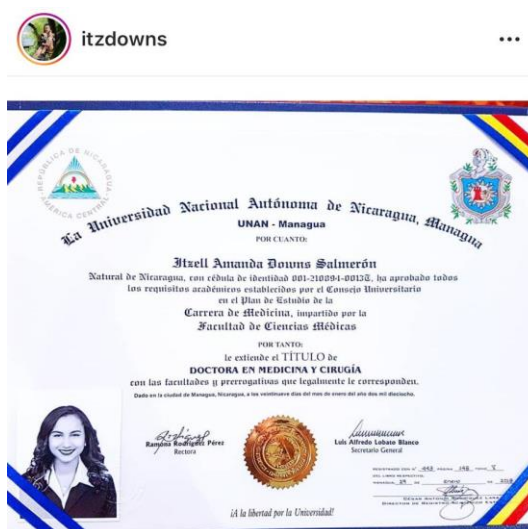 itzdowns
REPÚBLICA DE NICARAGUA
AMÉRICA CENTRAL
La Universidad Nacional Autónoma de Nicaragua, Managua
UNAN - Managua
POR CUANTO:
Itzell Amanda Downs Salmerón
Natural de Nicaragua, con cédula de identidad ha aprobado todos
los requisitos académicos establecidos por el Consejo Universitario
en el Plan de Estudio de la
Carrera de Medicina, impartido por la
Facultad de Ciencias Médicas
POR TANTO:
le extiende el TÍTULO de
DOCTORA EN MEDICINA Y CIRUGÍA
con las facultades y prerrogativas que legalmente le corresponden.
Dado en la ciudad de Managua, Nicaragua, a los veintinueve días del mes de enero del año dos mil dieciocho.
Ramona Rodríguez Pérez
Rectora
Luis Alfredo Lobato Blanco
Secretario General
¡A la libertad por la Universidad!